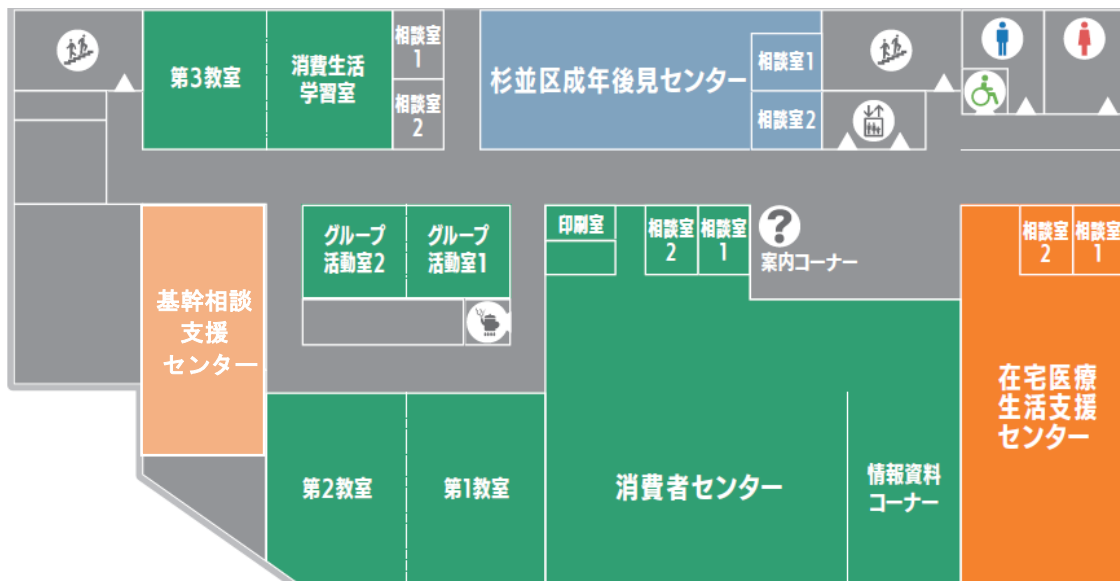 第3教室
消費生活
学習室
相談室
1
相談室
2
杉並区成年後見センター
相談室1
相談室2
グループ
活動室2
グループ
活動室1
印刷室
相談室
2
相談室
1
?
案内コーナー
相談室
2
相談室
1
基幹相談
支援
センター
在宅医療
生活支援
センター
第2教室
第1教室
消費者センター
情報資料
コーナー